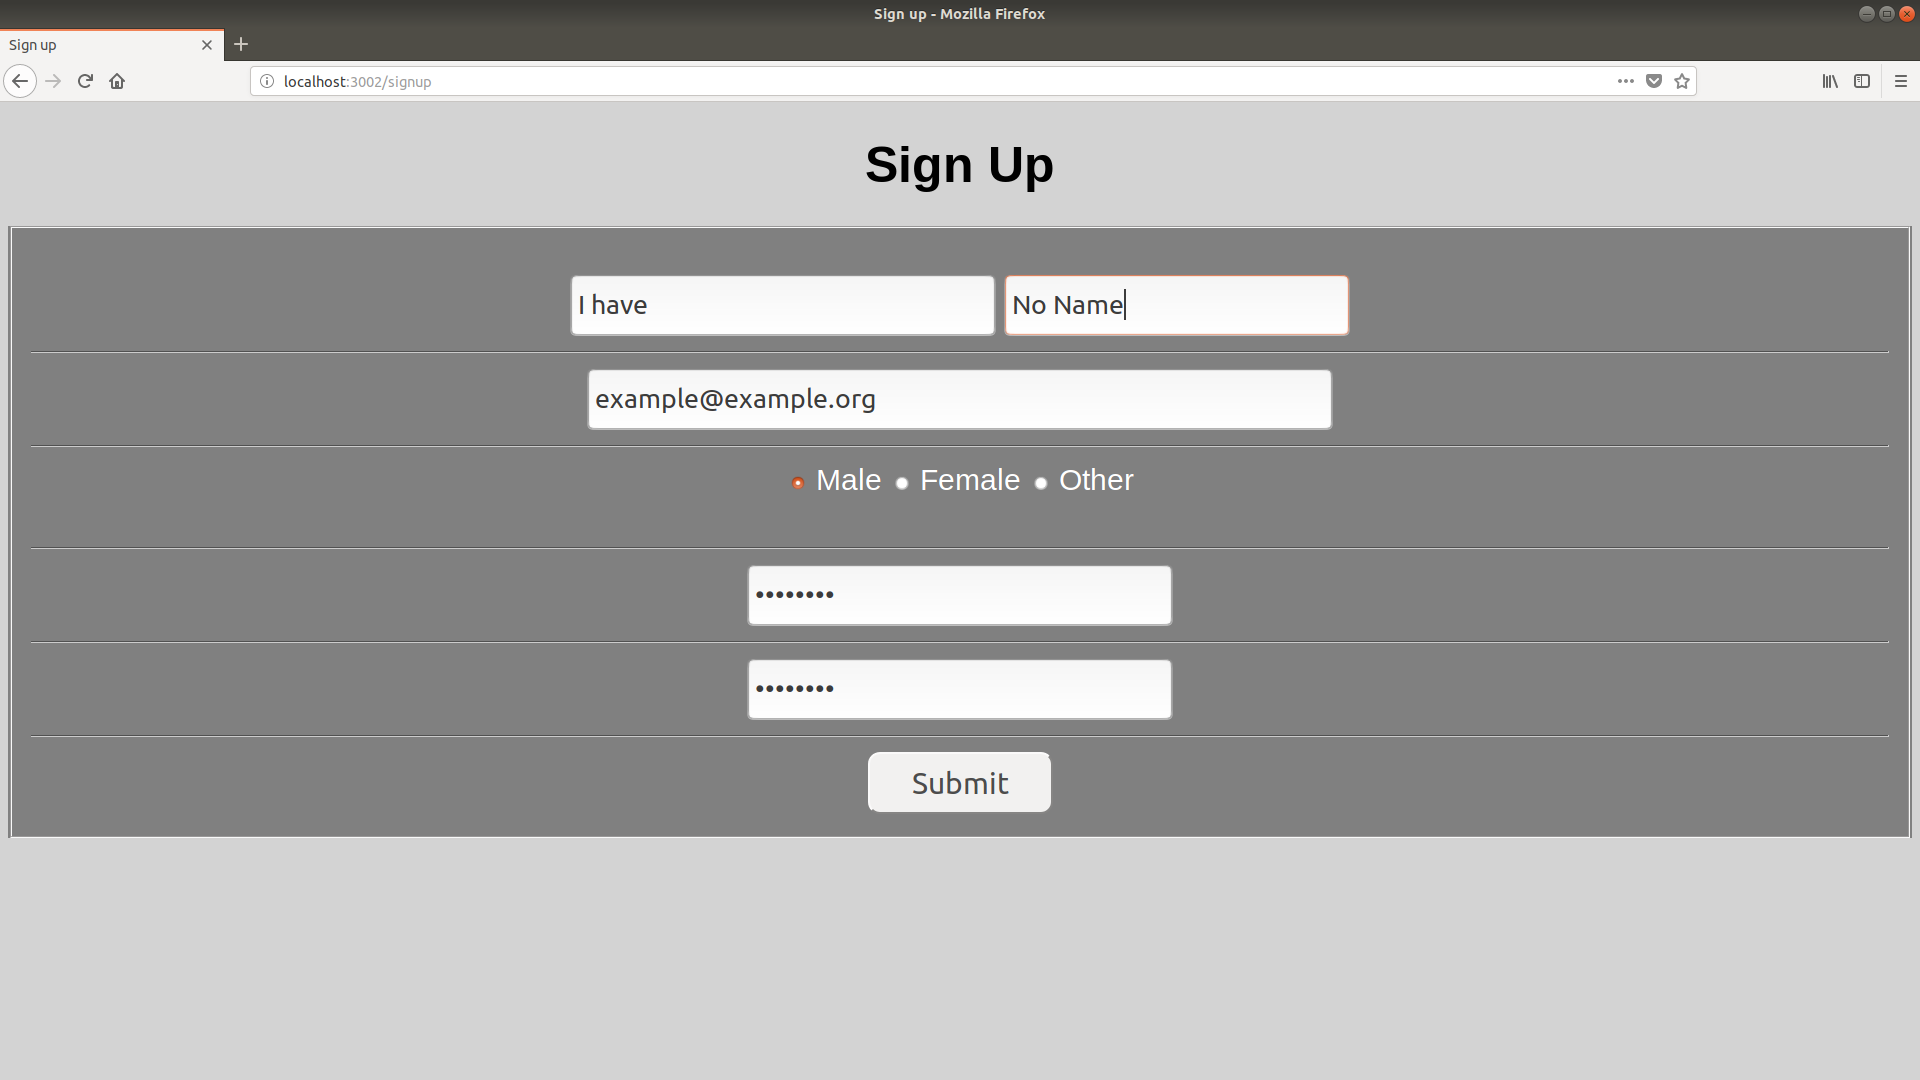 Sign up - Mozilla Firefox
Sign up
localhost:3002/signup
Sign Up
I have No Name
example@example.org
Male Female Other
••••••••
••••••••
Submit